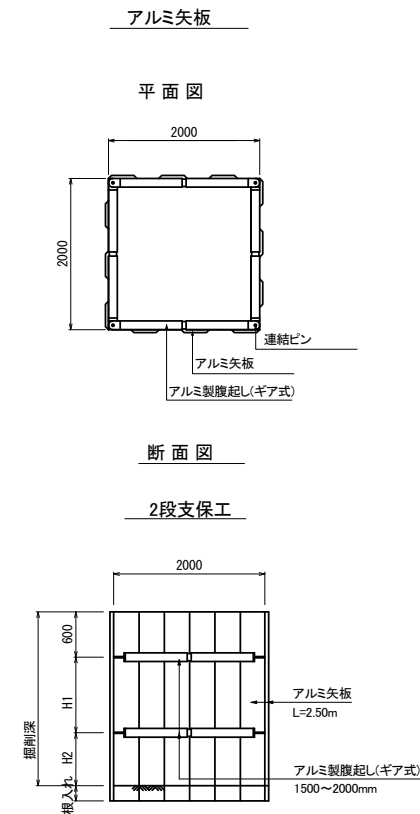 アルミ矢板
平面図
2000
2000
連結ピン
アルミ矢板
アルミ製腹起し(ギア式)
断面図
2段支保工
2000
600
H1
掘削深
H2
根入れ
アルミ矢板
L=2.50m
アルミ製腹起し(ギア式)
1500～2000mm